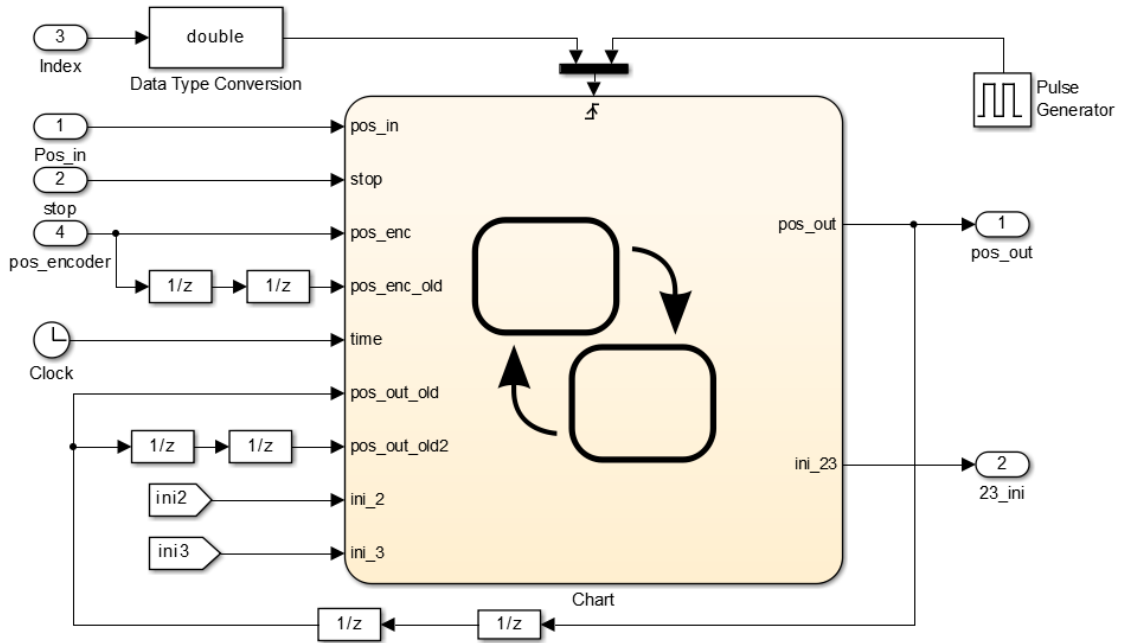 3
double
Index
Data Type Conversion
Pulse
Generator
1
pos_in
Pos_in
2
stop
stop
4
pos_enc
pos_encoder
1/z
1/z
pos_enc_old
pos_out
1
pos_out
time
Clock
pos_out_old
1/z
1/z
pos_out_old2
ini2
ini_2
ini_23
2
23_ini
ini3
ini_3
Chart
1/z
1/z